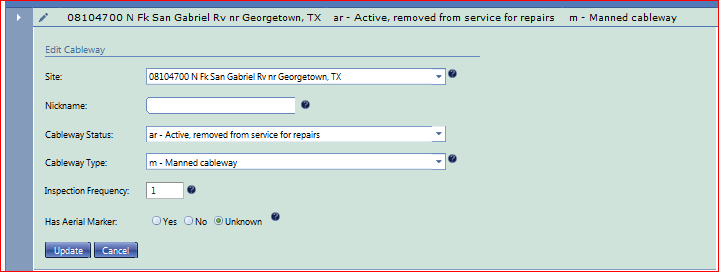 08104700 N Fk San Gabriel Rv nr Georgetown, TX ar - Active, removed from service for repairs m - Manned cableway
Edit Cableway
Site: 08104700 N Fk San Gabriel Rv nr Georgetown, TX ?
Nickname: ?
Cableway Status: ar - Active, removed from service for repairs
Cableway Type: m - Manned cableway ?
Inspection Frequency: 1 ?
Has Aerial Marker: Yes No Unknown ?
Update Cancel